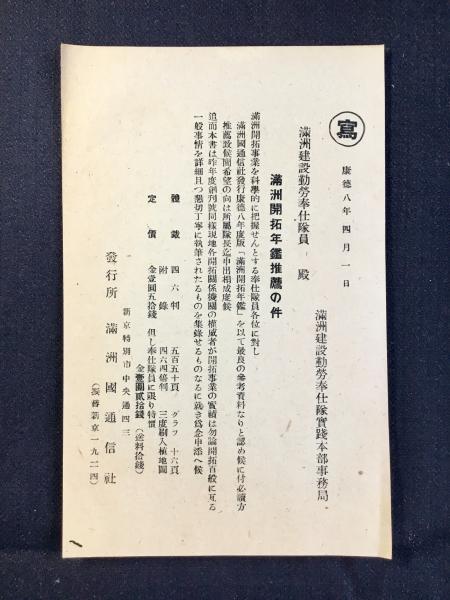 寫
康德八年四月一日
滿洲建設勤勞奉仕隊實踐本部事務局
滿洲建設勤勞奉仕隊員 殿
滿洲開拓年鑑推薦の件
滿洲開拓事業を科學的に把握せんとする奉仕隊員各位に對し
滿洲國通信社發行康德八年度版「滿洲開拓年鑑」を以て最良の參考資料なりと認め候に付必讀方
推薦致候間希望の向は所屬隊長迄申出相成度候
追而本書は昨年度創刊號同樣現地各開拓關係機關の權威者が開拓事業の實績は勿論開拓百般に亙る
一般事情を詳細且つ懇切丁寧に執筆されたるものを集錄せるものなるに就き爲念申添へ候
體裁 四六判 五百五十頁 グラフ 十六頁
附錄 四六四倍判 三度刷入植地圖
定價 金壹圓五拾錢 但し奉仕隊員に限り特價
金壹圓貳拾錢 (送料拾錢)
新京特別市中央通四三
發行所 滿洲國通信社
(振替新京一九二四)